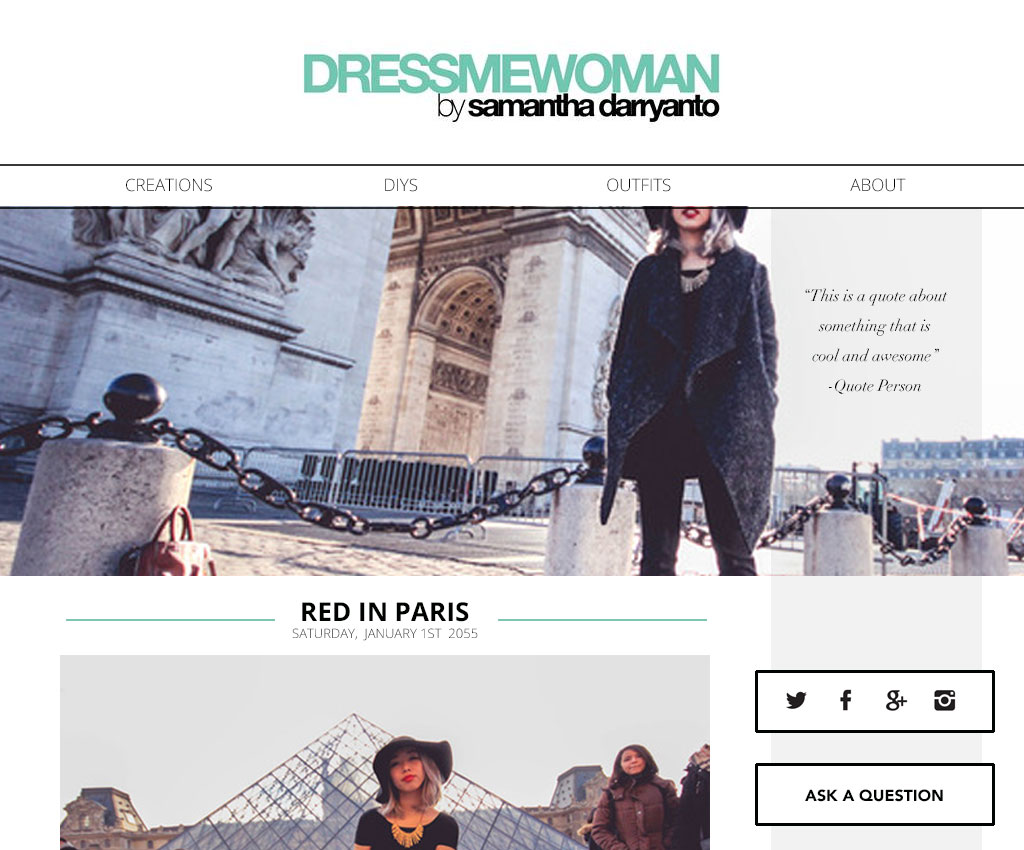 DRESSMEWOMAN
by samantha darryanto
CREATIONS
DIYS
OUTFITS
ABOUT
“This is a quote about
something that is
cool and awesome”
-Quote Person
RED IN PARIS
SATURDAY, JANUARY 1ST 2055
ASK A QUESTION